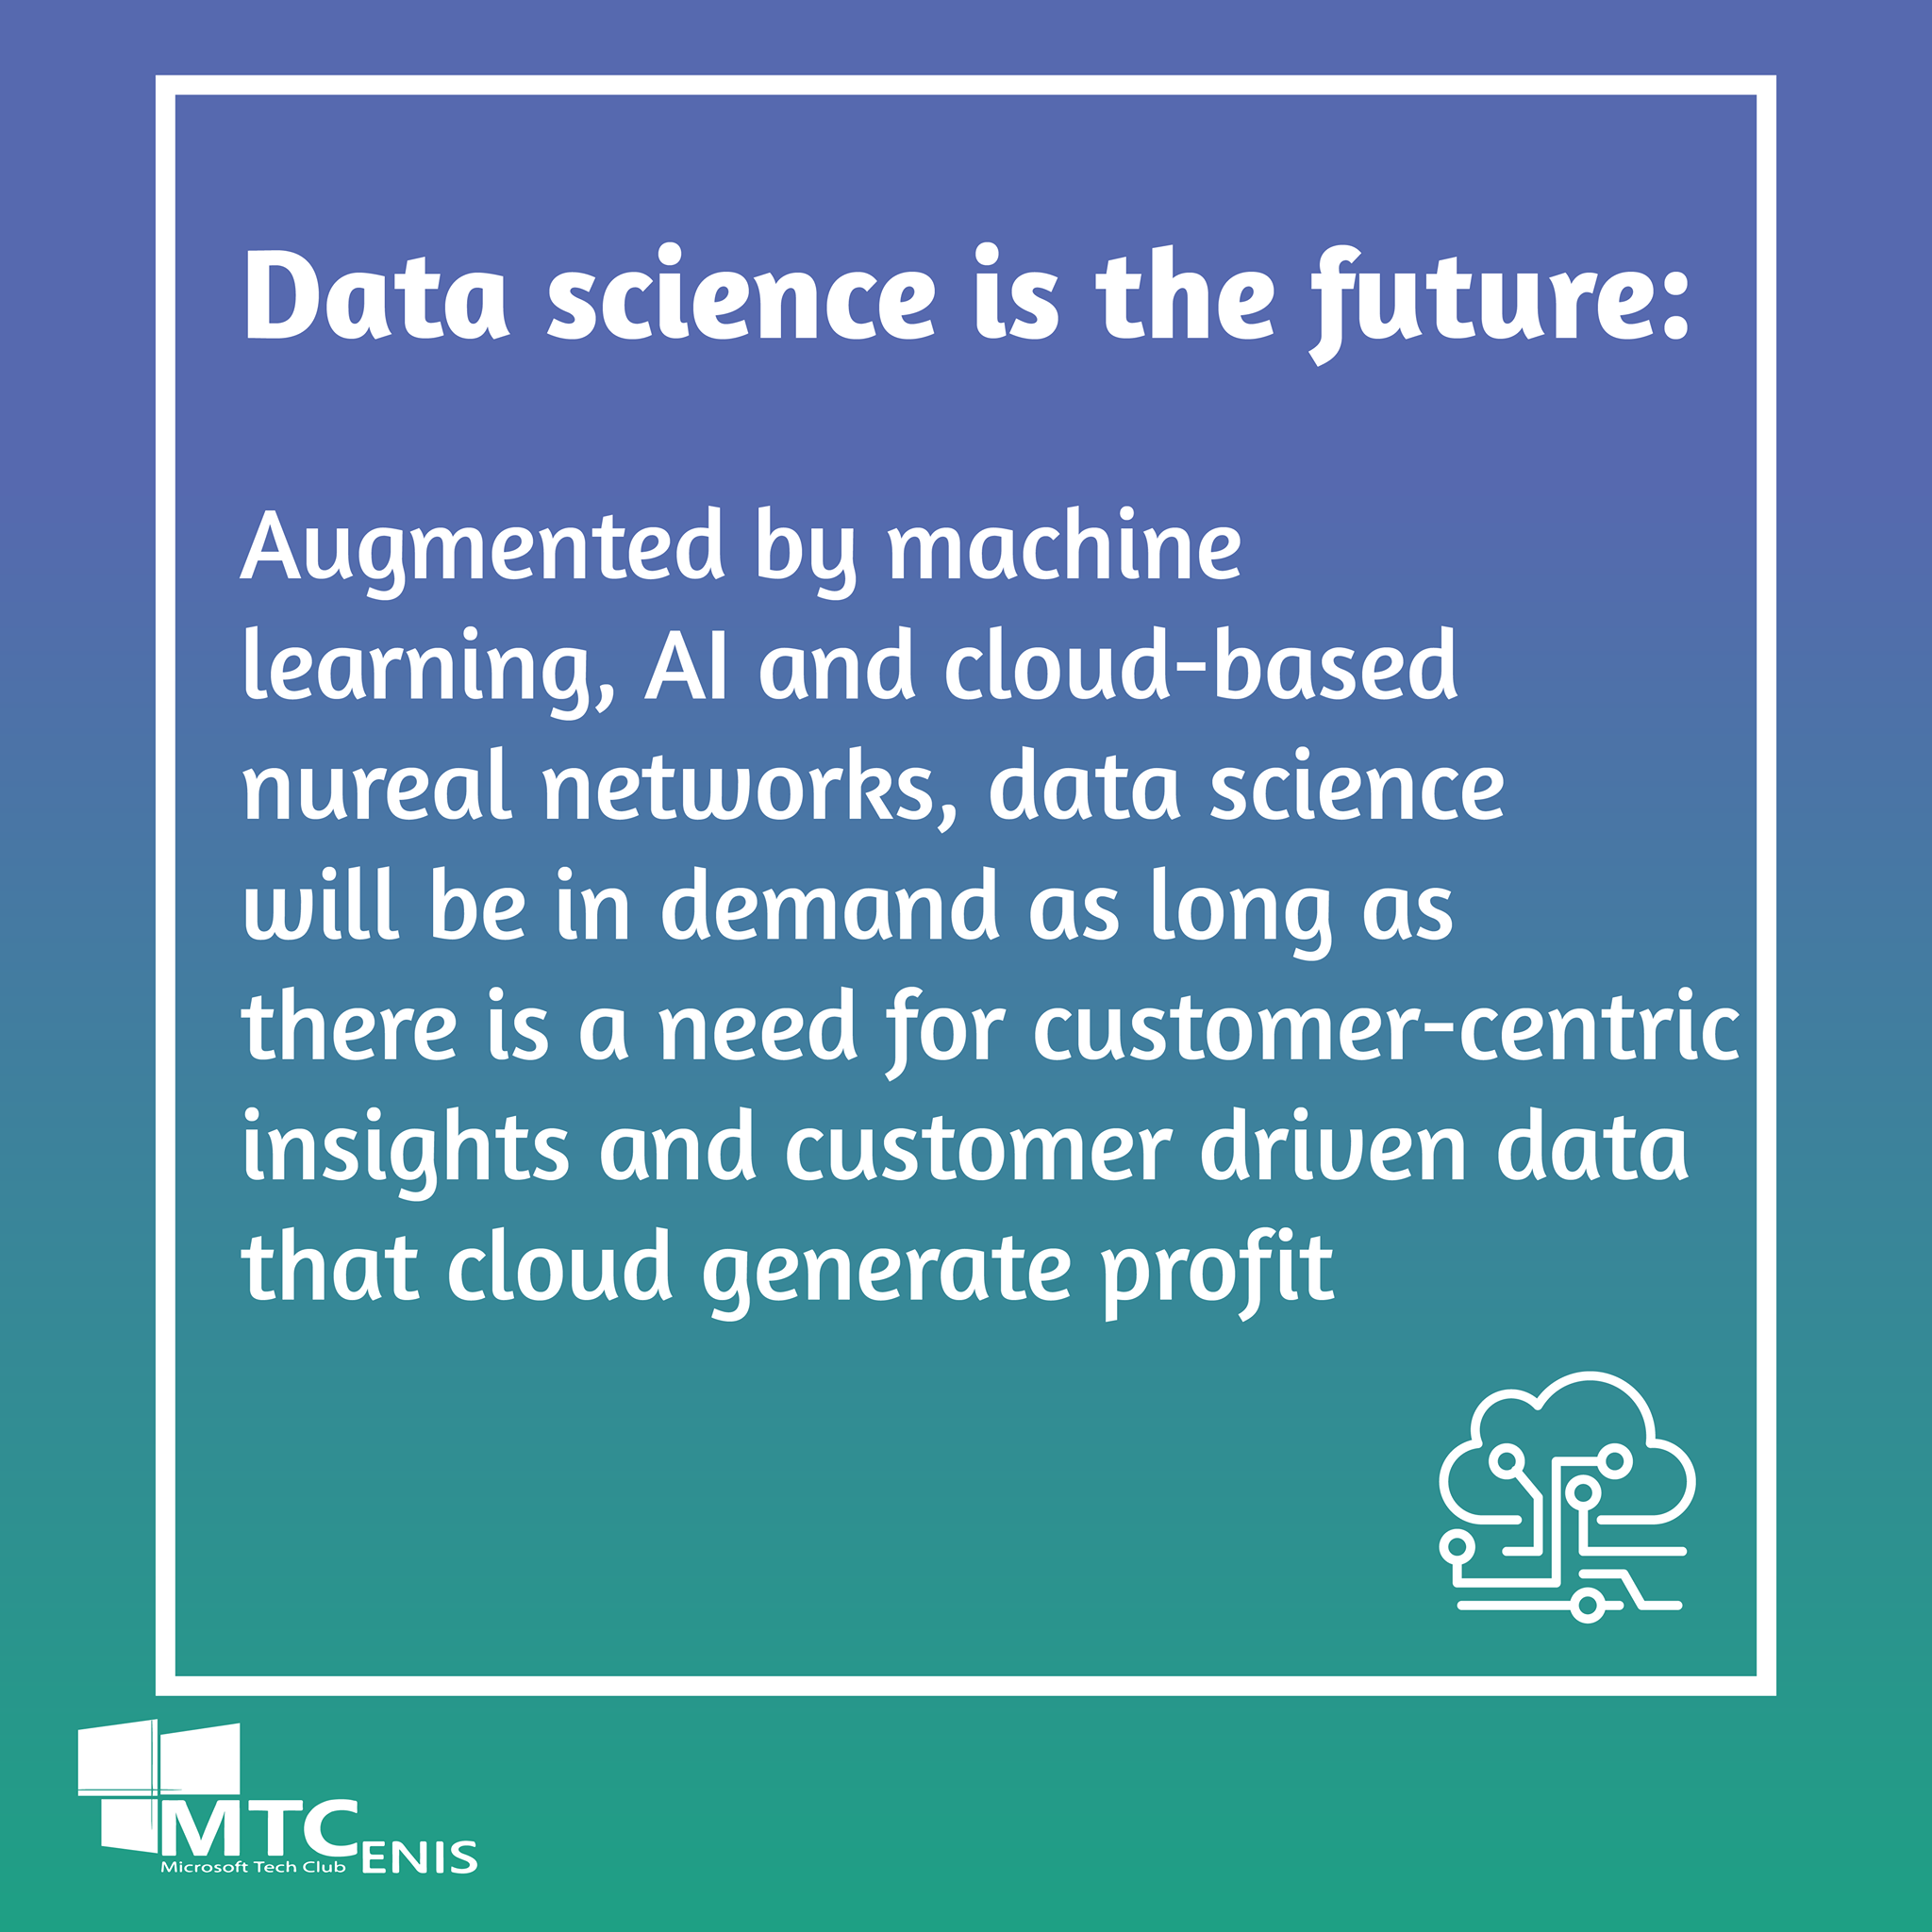 Data science is the future:
Augmented by machine
learning, AI and cloud-based
nureal networks, data science
will be in demand as long as
there is a need for customer-centric
insights and customer driven data
that cloud generate profit
MTC ENIS
Microsoft Tech Club